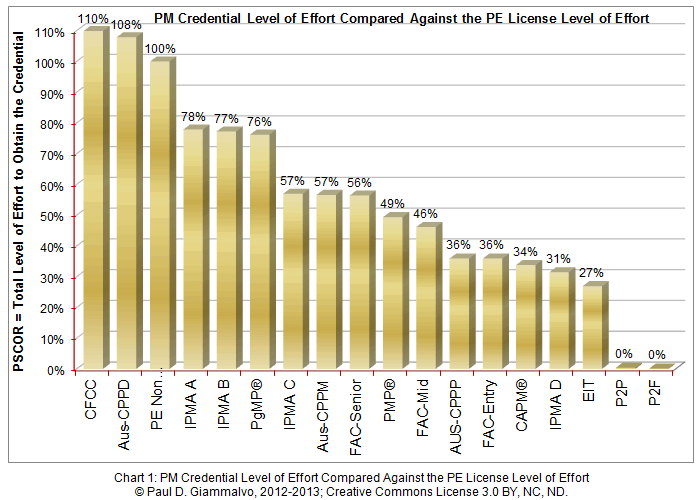 PM Credential Level of Effort Compared Against the PE License Level of Effort
PSCOR = Total Level of Effort to Obtain the Credential
110%
100%
90%
80%
70%
60%
50%
40%
30%
20%
10%
0%
110%
108%
100%
78%
77%
76%
57%
57%
56%
49%
46%
36%
36%
34%
31%
27%
0%
0%
CFCC
Aus-CPPD
PE Non...
IPMA A
IPMA B
PgMP®
IPMA C
Aus-CPPM
FAC-Senior
PMP®
FAC-Mid
AUS-CPPP
FAC-Entry
CAPM®
IPMA D
EIT
P2P
P2F
Chart 1: PM Credential Level of Effort Compared Against the PE License Level of Effort
© Paul D. Giammalvo, 2012-2013; Creative Commons License 3.0 BY, NC, ND.